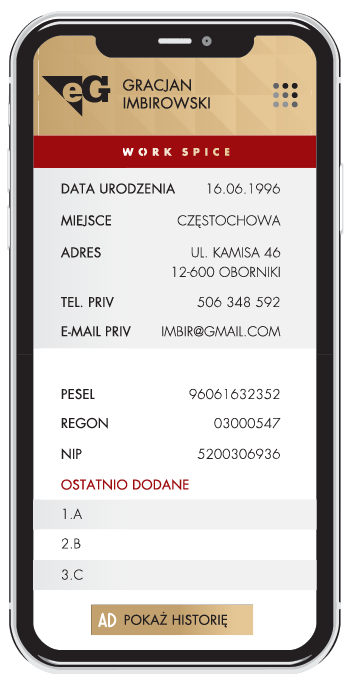 eG GRACJAN
IMBIROWSKI
WORK SPICE
DATA URODZENIA 16.06.1996
MIEJSCE CZĘSTOCHOWA
ADRES UL. KAMISA 46
12-600 OBORNIKI
TEL. PRIV 506 348 592
E-MAIL PRIV IMBIR@GMAIL.COM
PESEL 96061632352
REGON 03000547
NIP 5200306936
OSTATNIO DODANE
1.A
2.B
3.C
AD POKAŻ HISTORIĘ